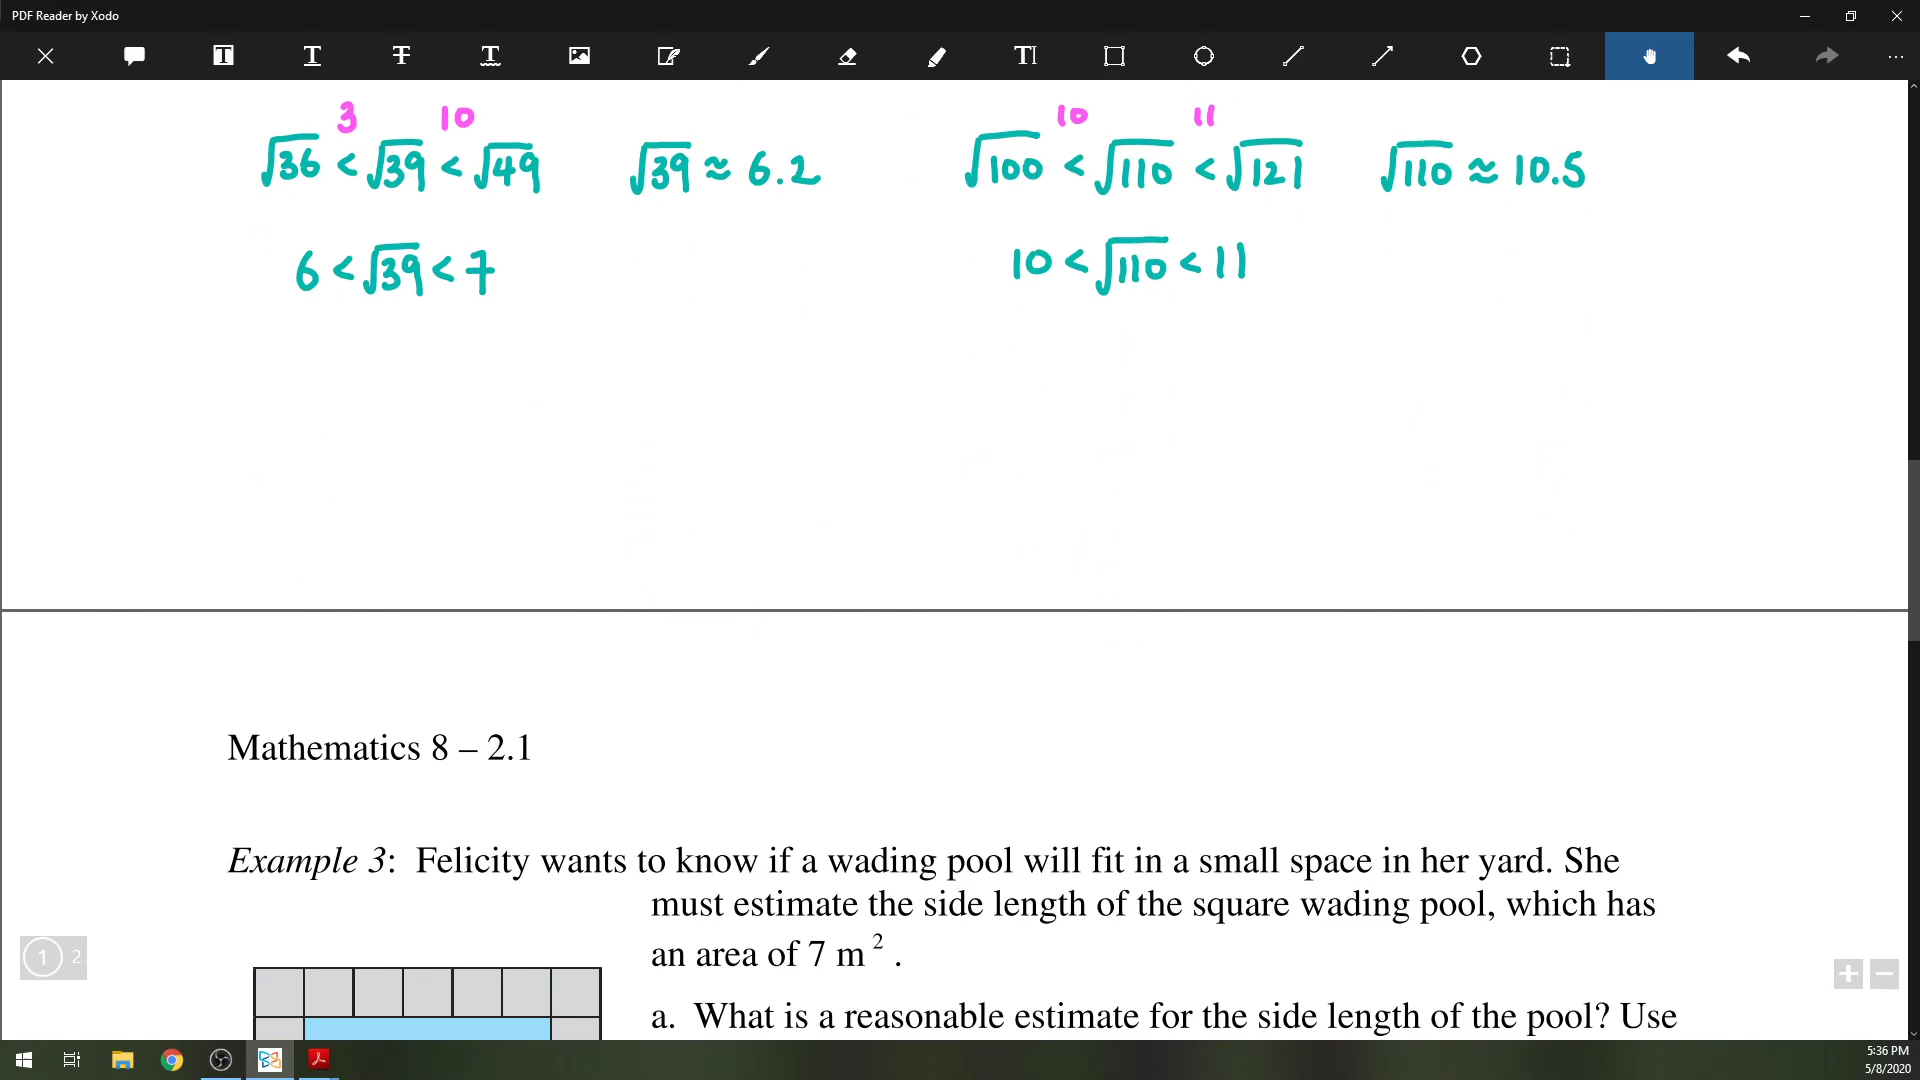 PDF Reader by Xodo
3 10 10 11
√36 < √39 < √49 √39 ≈ 6.2 √100 < √110 < √121 √110 ≈ 10.5
6 < √39 < 7 10 < √110 < 11
Mathematics 8 – 2.1
Example 3: Felicity wants to know if a wading pool will fit in a small space in her yard. She
must estimate the side length of the square wading pool, which has
an area of 7 m² .
1 2
a. What is a reasonable estimate for the side length of the pool? Use
5:36 PM
5/8/2020